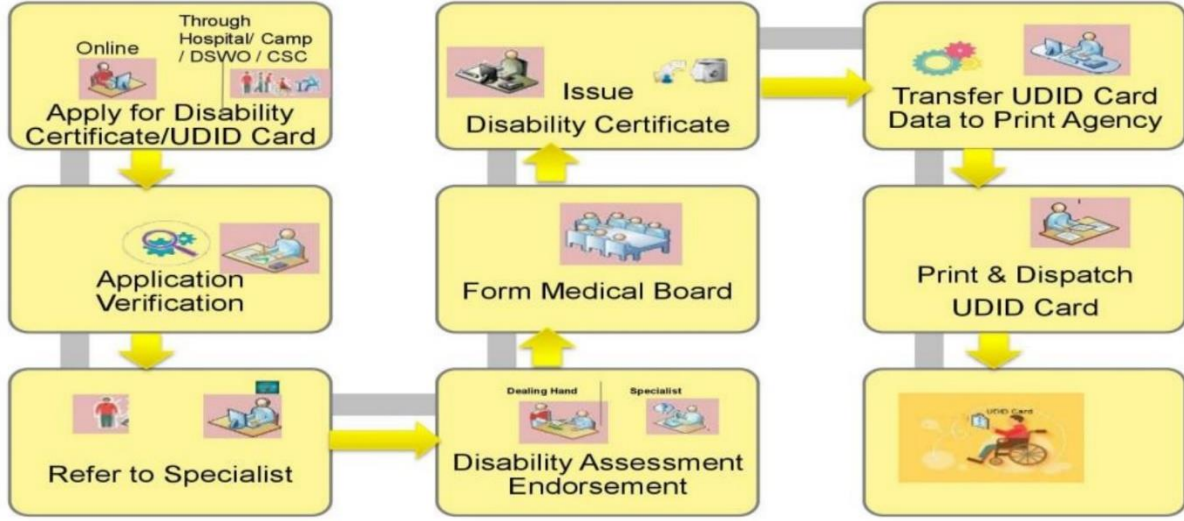 Online
Through
Hospital/ Camp
/ DSWO / CSC
Apply for Disability
Certificate/UDID Card
Application
Verification
Refer to Specialist
Dealing Hand
Specialist
Disability Assessment
Endorsement
Form Medical Board
Issue
Disability Certificate
Transfer UDID Card
Data to Print Agency
Print & Dispatch
UDID Card
UDID Card